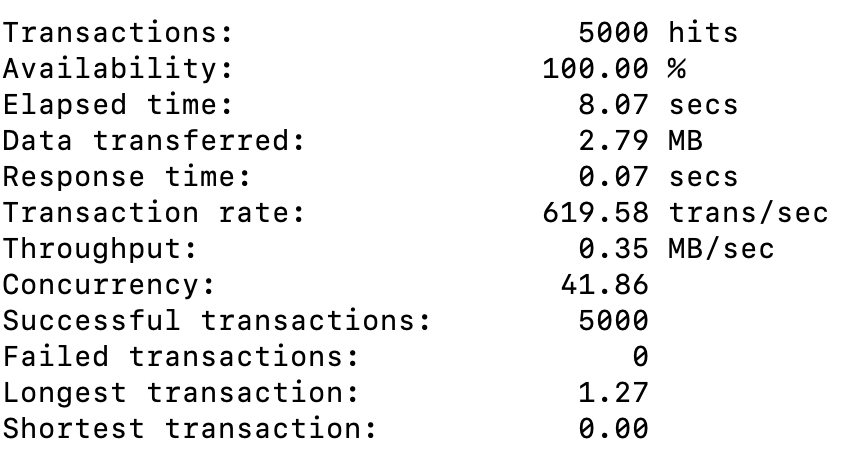 Transactions: 5000 hits
Availability: 100.00 %
Elapsed time: 8.07 secs
Data transferred: 2.79 MB
Response time: 0.07 secs
Transaction rate: 619.58 trans/sec
Throughput: 0.35 MB/sec
Concurrency: 41.86
Successful transactions: 5000
Failed transactions: 0
Longest transaction: 1.27
Shortest transaction: 0.00